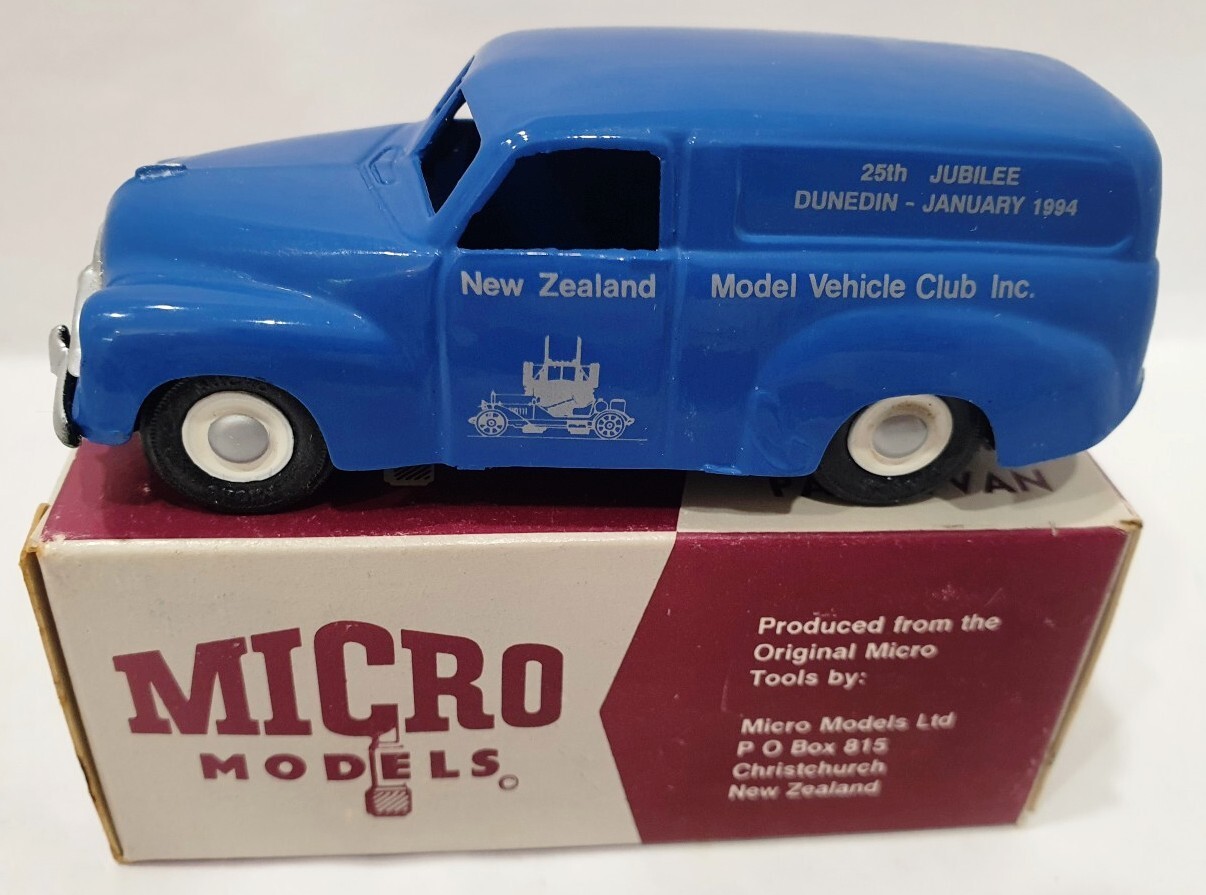 25th JUBILEE
DUNEDIN - JANUARY 1994
New Zealand Model Vehicle Club Inc.
VAN
MICRO
MODELS ©
Produced from the
Original Micro
Tools by:
Micro Models Ltd
P O Box 815
Christchurch
New Zealand